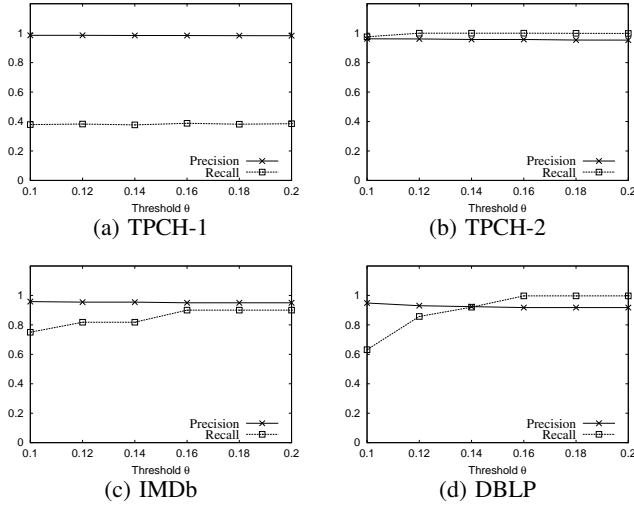 1
0.8
0.6
0.4
0.2
0
Precision
Recall
0.1 0.12 0.14 0.16 0.18 0.2
Threshold θ
(a) TPCH-1
1
0.8
0.6
0.4
0.2
0
Precision
Recall
0.1 0.12 0.14 0.16 0.18 0.2
Threshold θ
(b) TPCH-2
1
0.8
0.6
0.4
0.2
0
Precision
Recall
0.1 0.12 0.14 0.16 0.18 0.2
Threshold θ
(c) IMDb
1
0.8
0.6
0.4
0.2
0
Precision
Recall
0.1 0.12 0.14 0.16 0.18 0.2
Threshold θ
(d) DBLP